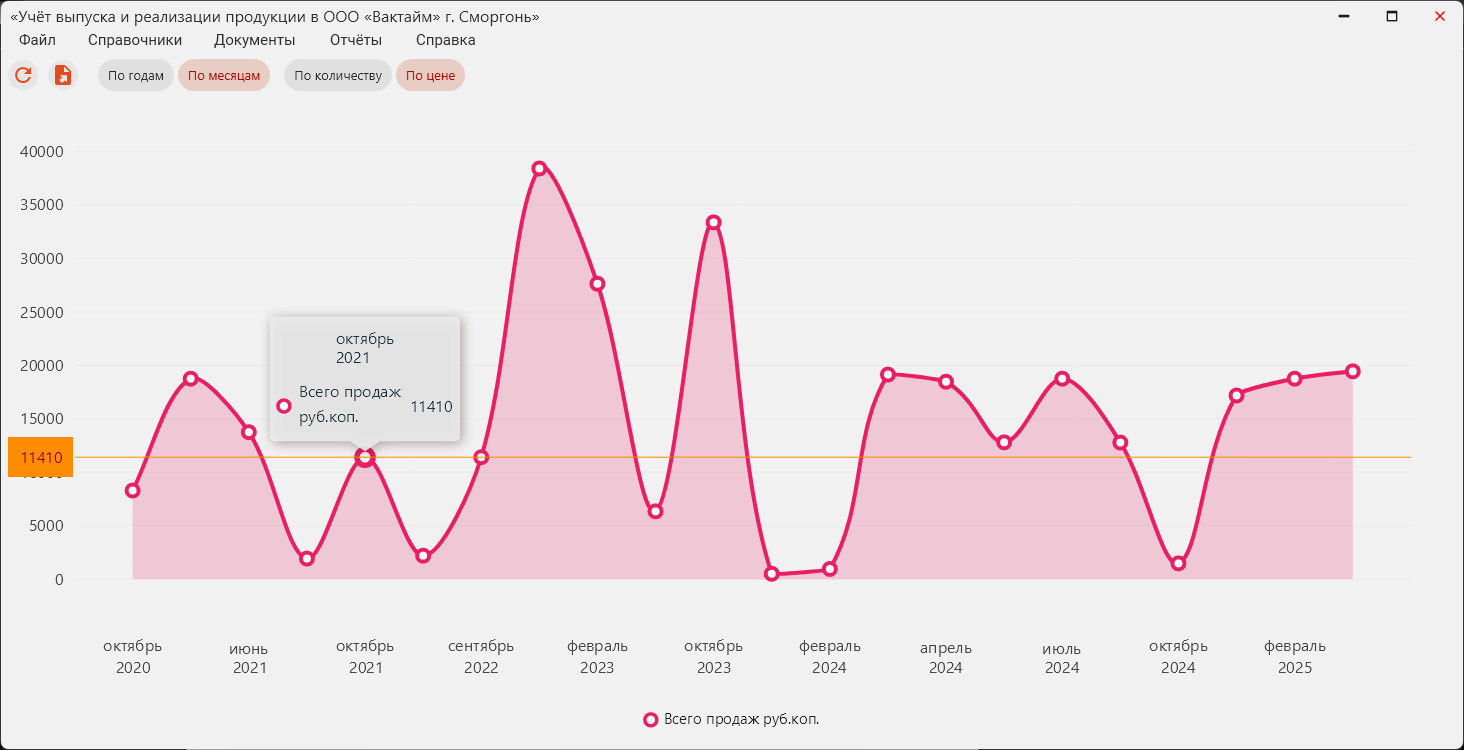 «Учёт выпуска и реализации продукции в ООО «Вактайм» г. Сморгонь»
Файл Справочники Документы Отчёты Справка
По годам По месяцам По количеству По цене
40000
35000
30000
25000
20000
15000
11410
10000
5000
0
октябрь
2021
Всего продаж
руб.коп.
11410
октябрь
2020
июнь
2021
октябрь
2021
сентябрь
2022
февраль
2023
октябрь
2023
февраль
2024
апрель
2024
июль
2024
октябрь
2024
февраль
2025
Всего продаж руб.коп.